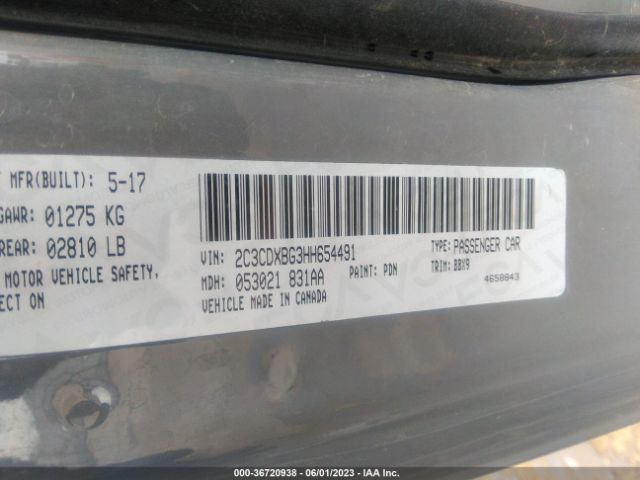 MFR(BUILT): 5-17
GAWR: 01275 KG
REAR: 02810 LB
MOTOR VEHICLE SAFETY,
ECT ON
VIN: 2C3CDXBG3HH654491
TYPE: PASSENGER CAR
MDH: 053021 831AA
PAINT: PDN
TRIM: BBX9
VEHICLE MADE IN CANADA
4658843
000-36720938 - 06/01/2023 - IAA Inc.